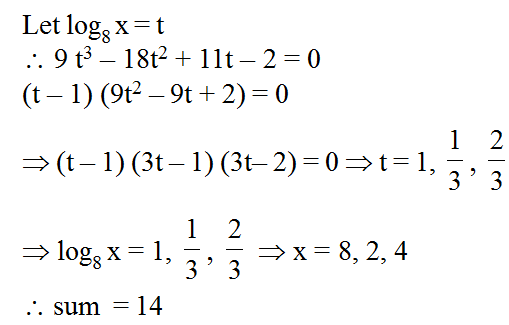 Let log₈ x = t
∴ 9 t³ – 18t² + 11t – 2 = 0
(t – 1) (9t² – 9t + 2) = 0
⇒ (t – 1) (3t – 1) (3t – 2) = 0 ⇒ t = 1, 1/3, 2/3
⇒ log₈ x = 1, 1/3, 2/3 ⇒ x = 8, 2, 4
∴ sum = 14